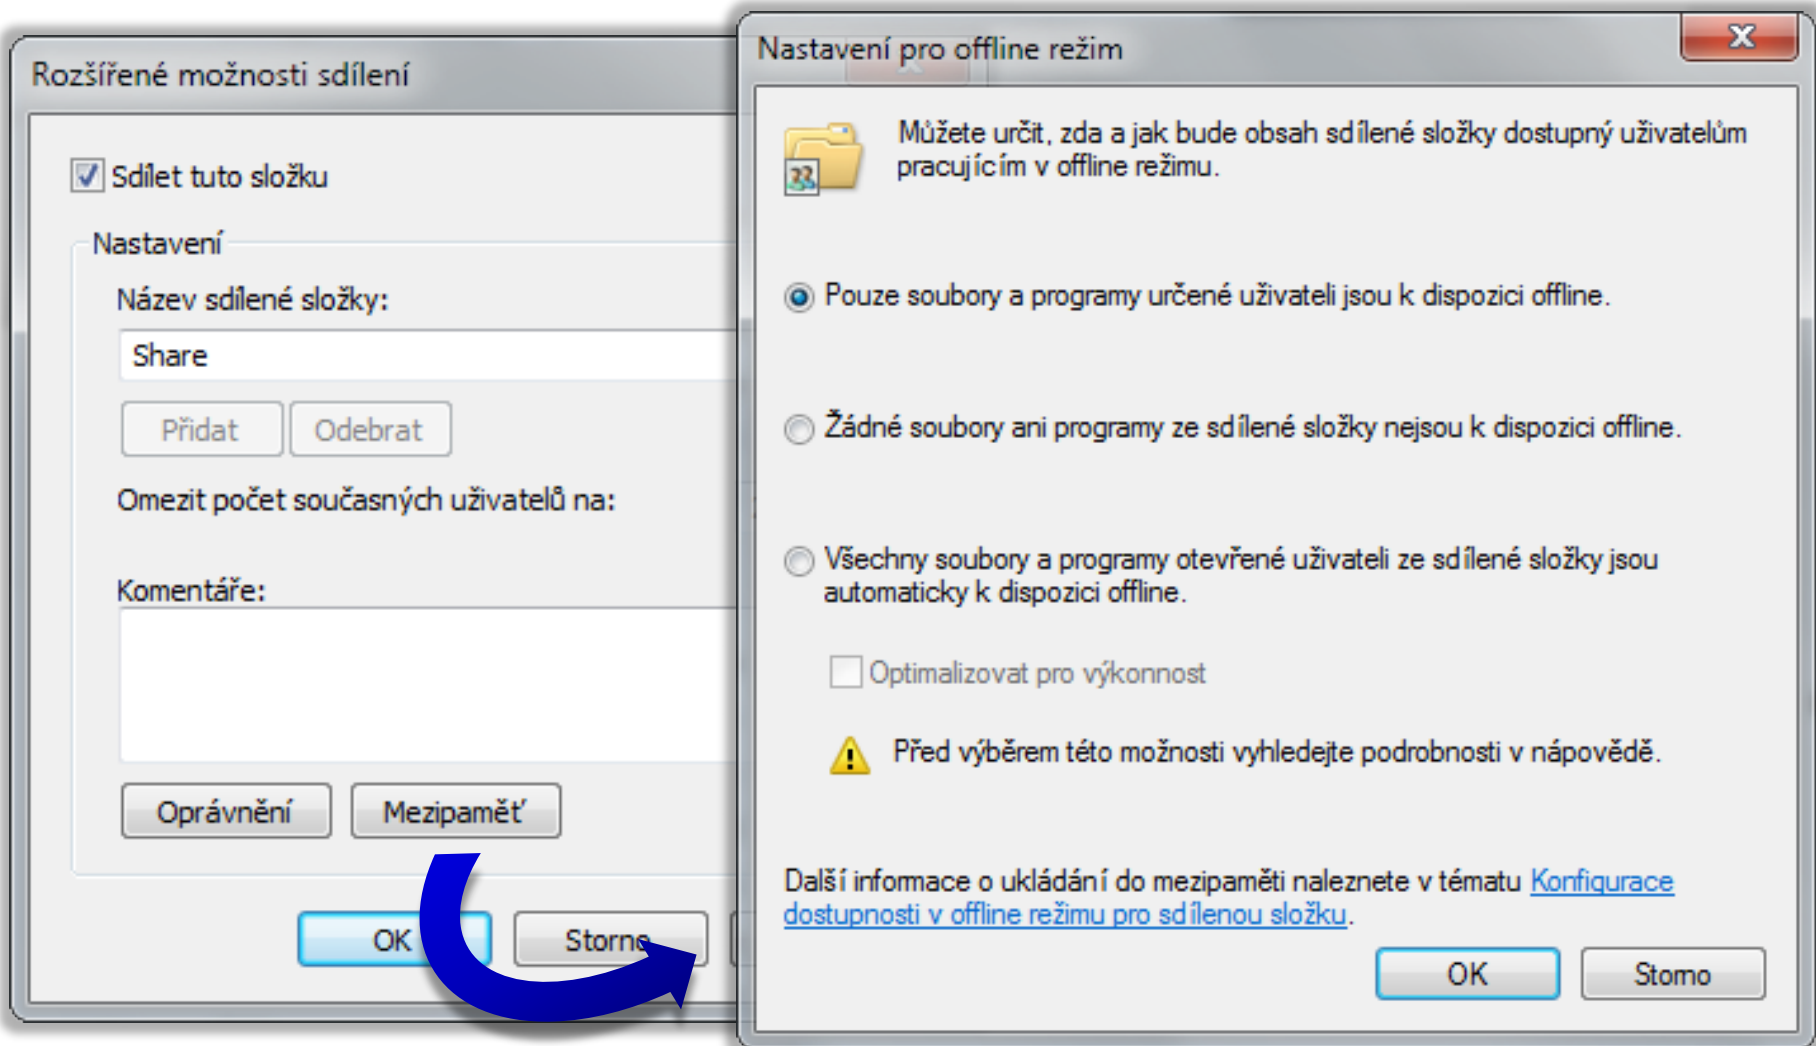 Rozšířené možnosti sdílení
Sdílet tuto složku
Nastavení
Název sdílené složky:
Share
Přidat
Odebrat
Omezit počet současných uživatelů na:
Komentáře:
Oprávnění
Mezipaměť
OK
Storno
Nastavení pro offline režim
Můžete určit, zda a jak bude obsah sdílené složky dostupný uživatelům
pracujícím v offline režimu.
Pouze soubory a programy určené uživateli jsou k dispozici offline.
Žádné soubory ani programy ze sdílené složky nejsou k dispozici offline.
Všechny soubory a programy otevřené uživateli ze sdílené složky jsou
automaticky k dispozici offline.
Optimalizovat pro výkonnost
Před výběrem této možnosti vyhledejte podrobnosti v nápovědě.
Další informace o ukládání do mezipaměti naleznete v tématu Konfigurace
dostupnosti v offline režimu pro sdílenou složku.
OK
Storno